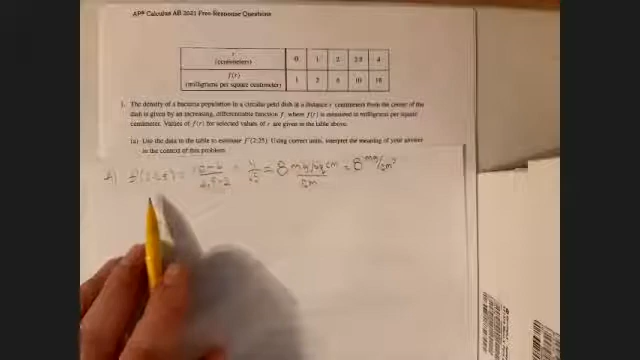 AP® Calculus AB 2021 Free-Response Questions
r (centimeters) 0 1 2 2.5 4
f(r) (milligrams per square centimeter) 1 2 6 10 18
1. The density of a bacteria population in a circular petri dish at a distance r centimeters from the center of the
dish is given by an increasing, differentiable function f, where f(r) is measured in milligrams per square
centimeter. Values of f(r) for selected values of r are given in the table above.
(a) Use the data in the table to estimate f'(2.25). Using correct units, interpret the meaning of your answer
in the context of this problem.
A) f'(2.25) = 10-6 / 2.5-2 = 4/.5 = 8 mg/sq cm / cm = 8 mg/cm³